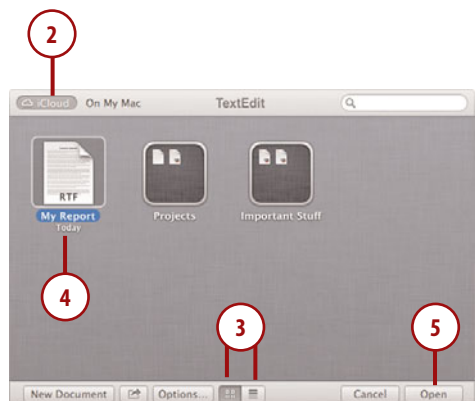 2
iCloud On My Mac TextEdit
RTF
My Report Projects Important Stuff
Today
4 3 5
New Document Options... Cancel Open